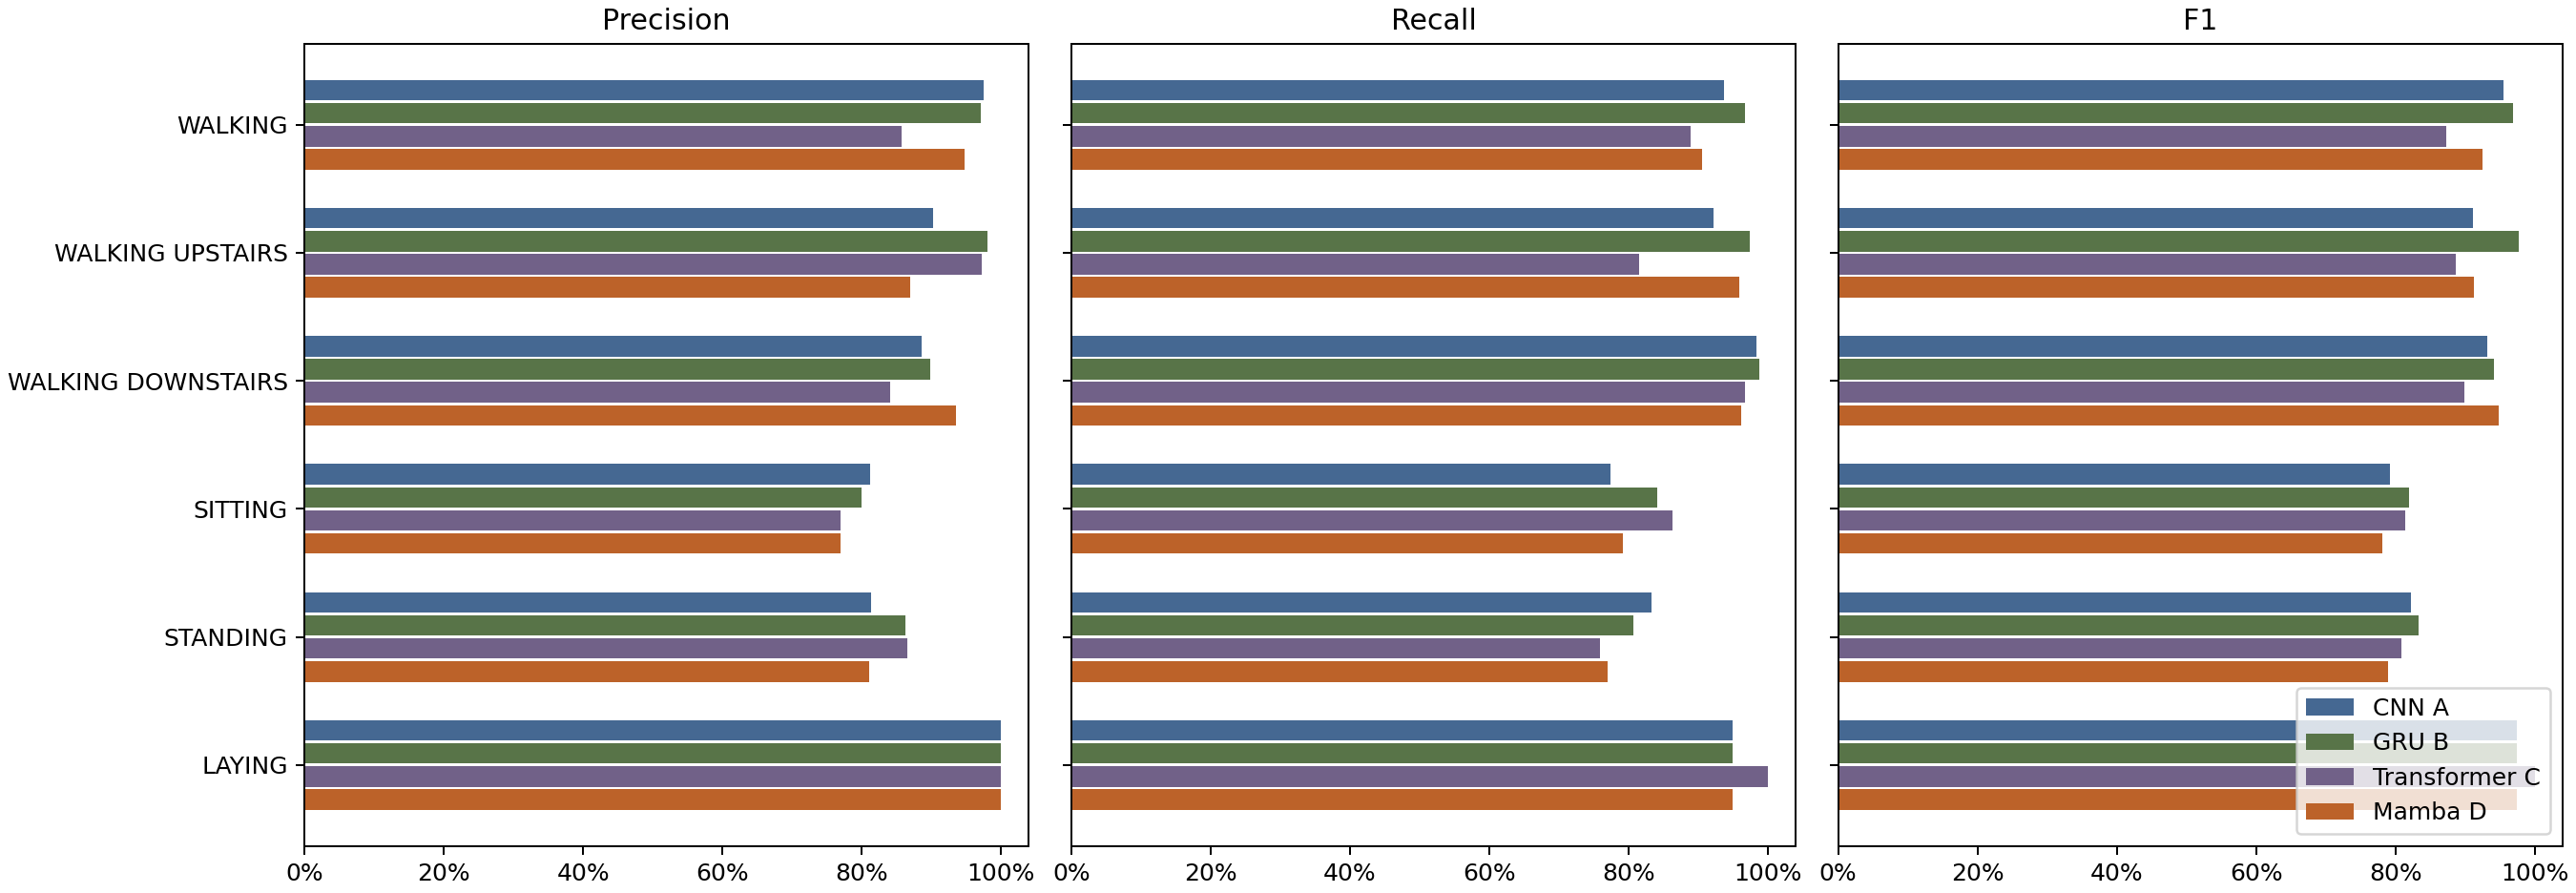 Precision
Recall
F1
WALKING
WALKING UPSTAIRS
WALKING DOWNSTAIRS
SITTING
STANDING
LAYING
CNN A
GRU B
Transformer C
Mamba D
0% 20% 40% 60% 80% 100%
0% 20% 40% 60% 80% 100%
0% 20% 40% 60% 80% 100%